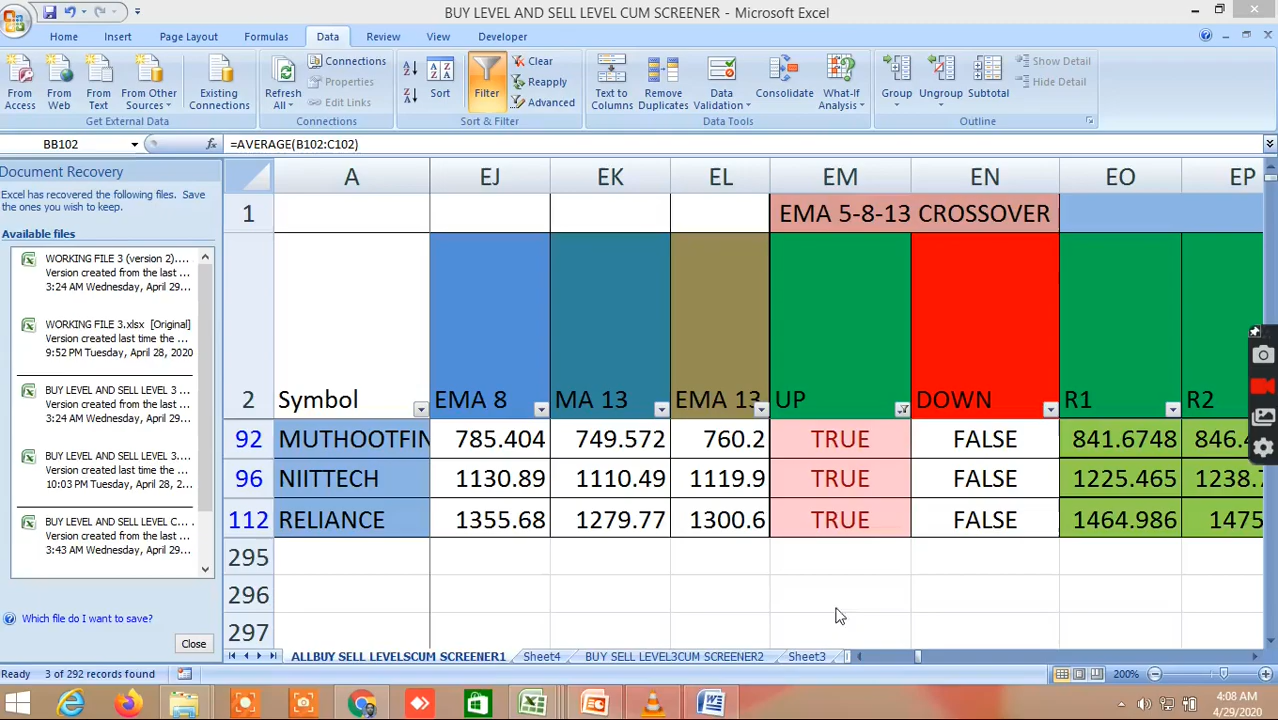 BUY LEVEL AND SELL LEVEL CUM SCREENER - Microsoft Excel
Home Insert Page Layout Formulas Data Review View Developer
From Access
From Web
From Text
From Other Sources
Existing Connections
Get External Data
Refresh All
Connections
Properties
Edit Links
Connections
Sort
Filter
Clear
Reapply
Advanced
Sort & Filter
Text to Columns
Remove Duplicates
Data Validation
Consolidate
What-If Analysis
Data Tools
Group
Ungroup
Subtotal
Show Detail
Hide Detail
Outline
BB102 fx =AVERAGE(B102:C102)
Document Recovery
Excel has recovered the following files. Save
the ones you wish to keep.
Available files
WORKING FILE 3 (version 2)....
Version created from the last ...
3:24 AM Wednesday, April 29...
WORKING FILE 3.xlsx [Original]
Version created last time the ...
9:52 PM Tuesday, April 28, 2020
BUY LEVEL AND SELL LEVEL 3 ...
Version created from the last ...
3:24 AM Wednesday, April 29...
BUY LEVEL AND SELL LEVEL 3...
Version created last time the ...
10:03 PM Tuesday, April 28, 2...
BUY LEVEL AND SELL LEVEL C...
Version created from the last ...
3:43 AM Wednesday, April 29...
Which file do I want to save?
Close
A EJ EK EL EM EN EO EP
1 EMA 5-8-13 CROSSOVER
2 Symbol EMA 8 MA 13 EMA 13 UP DOWN R1 R2
92 MUTHOOTFIN 785.404 749.572 760.2 TRUE FALSE 841.6748 846.4
96 NIITTECH 1130.89 1110.49 1119.9 TRUE FALSE 1225.465 1238.7
112 RELIANCE 1355.68 1279.77 1300.6 TRUE FALSE 1464.986 1475
295
296
297
ALLBUY SELL LEVELSCUM SCREENER1 Sheet4 BUY SELL LEVEL3CUM SCREENER2 Sheet3
Ready 3 of 292 records found 200%
4:08 AM
4/29/2020